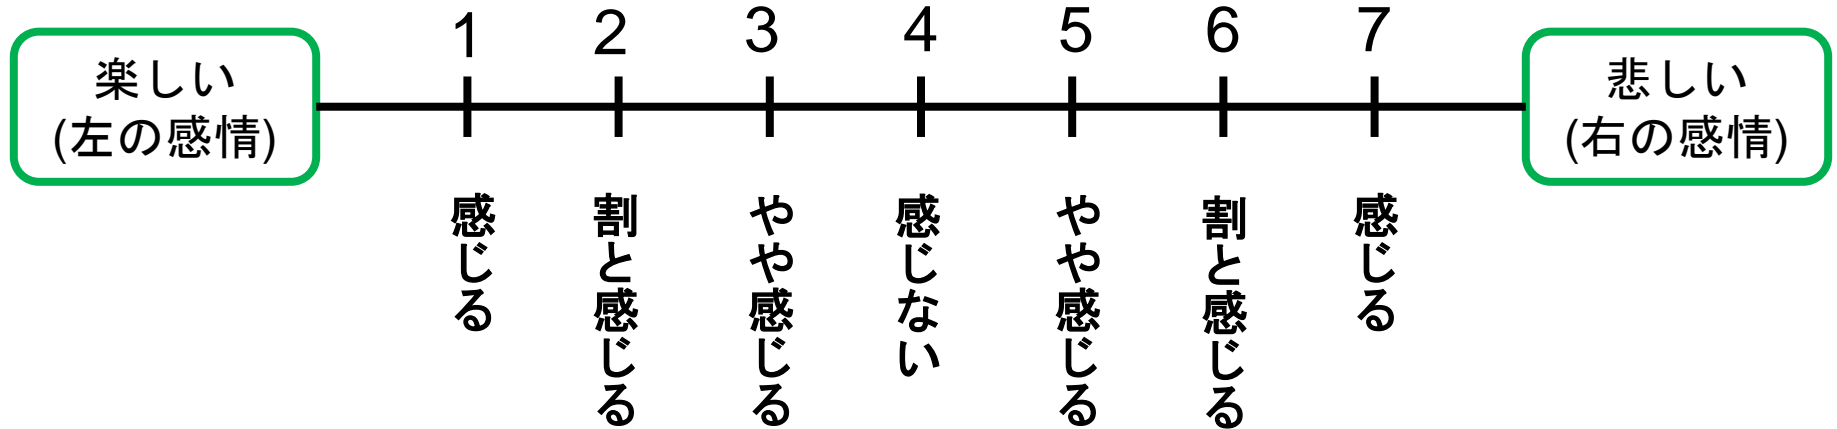 1 2 3 4 5 6 7
楽しい
(左の感情)
悲しい
(右の感情)
感じる
割と感じる
やや感じる
感じない
やや感じる
割と感じる
感じる